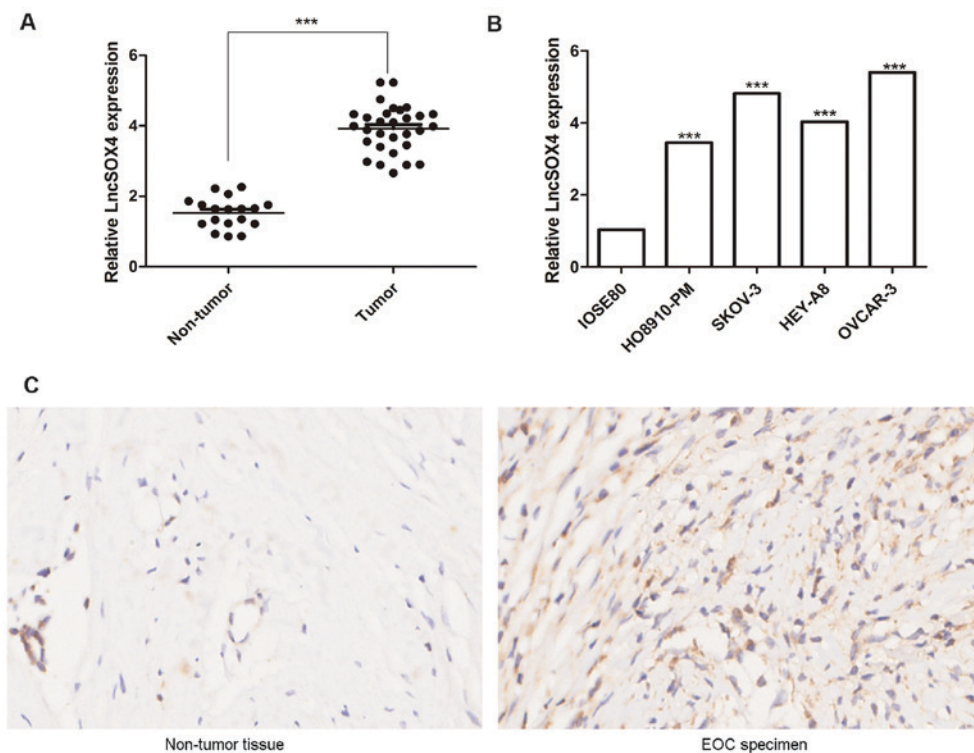 A
***
Relative LncSOX4 expression
6
4
2
0
Non-tumor
Tumor
B
Relative LncSOX4 expression
6
4
2
0
***
***
***
***
IOSE80
HO8910-PM
SKOV-3
HEY-A8
OVCAR-3
C
Non-tumor tissue
EOC specimen